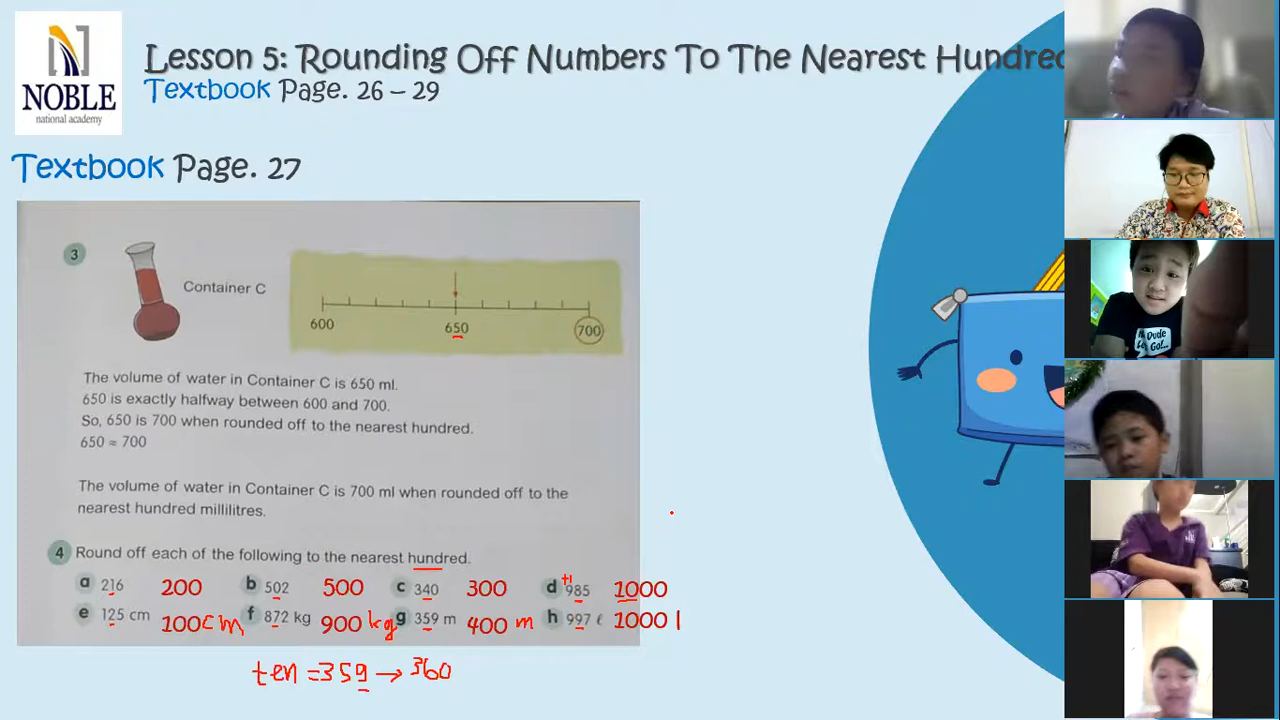 NOBLE
national academy
Lesson 5: Rounding Off Numbers To The Nearest Hundred
Textbook Page. 26 – 29
Textbook Page. 27
3
Container C
600 650 700
The volume of water in Container C is 650 ml.
650 is exactly halfway between 600 and 700.
So, 650 is 700 when rounded off to the nearest hundred.
650 ≈ 700
The volume of water in Container C is 700 ml when rounded off to the
nearest hundred millilitres.
4 Round off each of the following to the nearest hundred.
+1
a 216 200 b 502 500 c 340 300 d 985 1000
e 125 cm 100cm f 872 kg 900 kg g 359 m 400 m h 997 ℓ 1000 l
ten = 359 → 360
Dude
Go!..